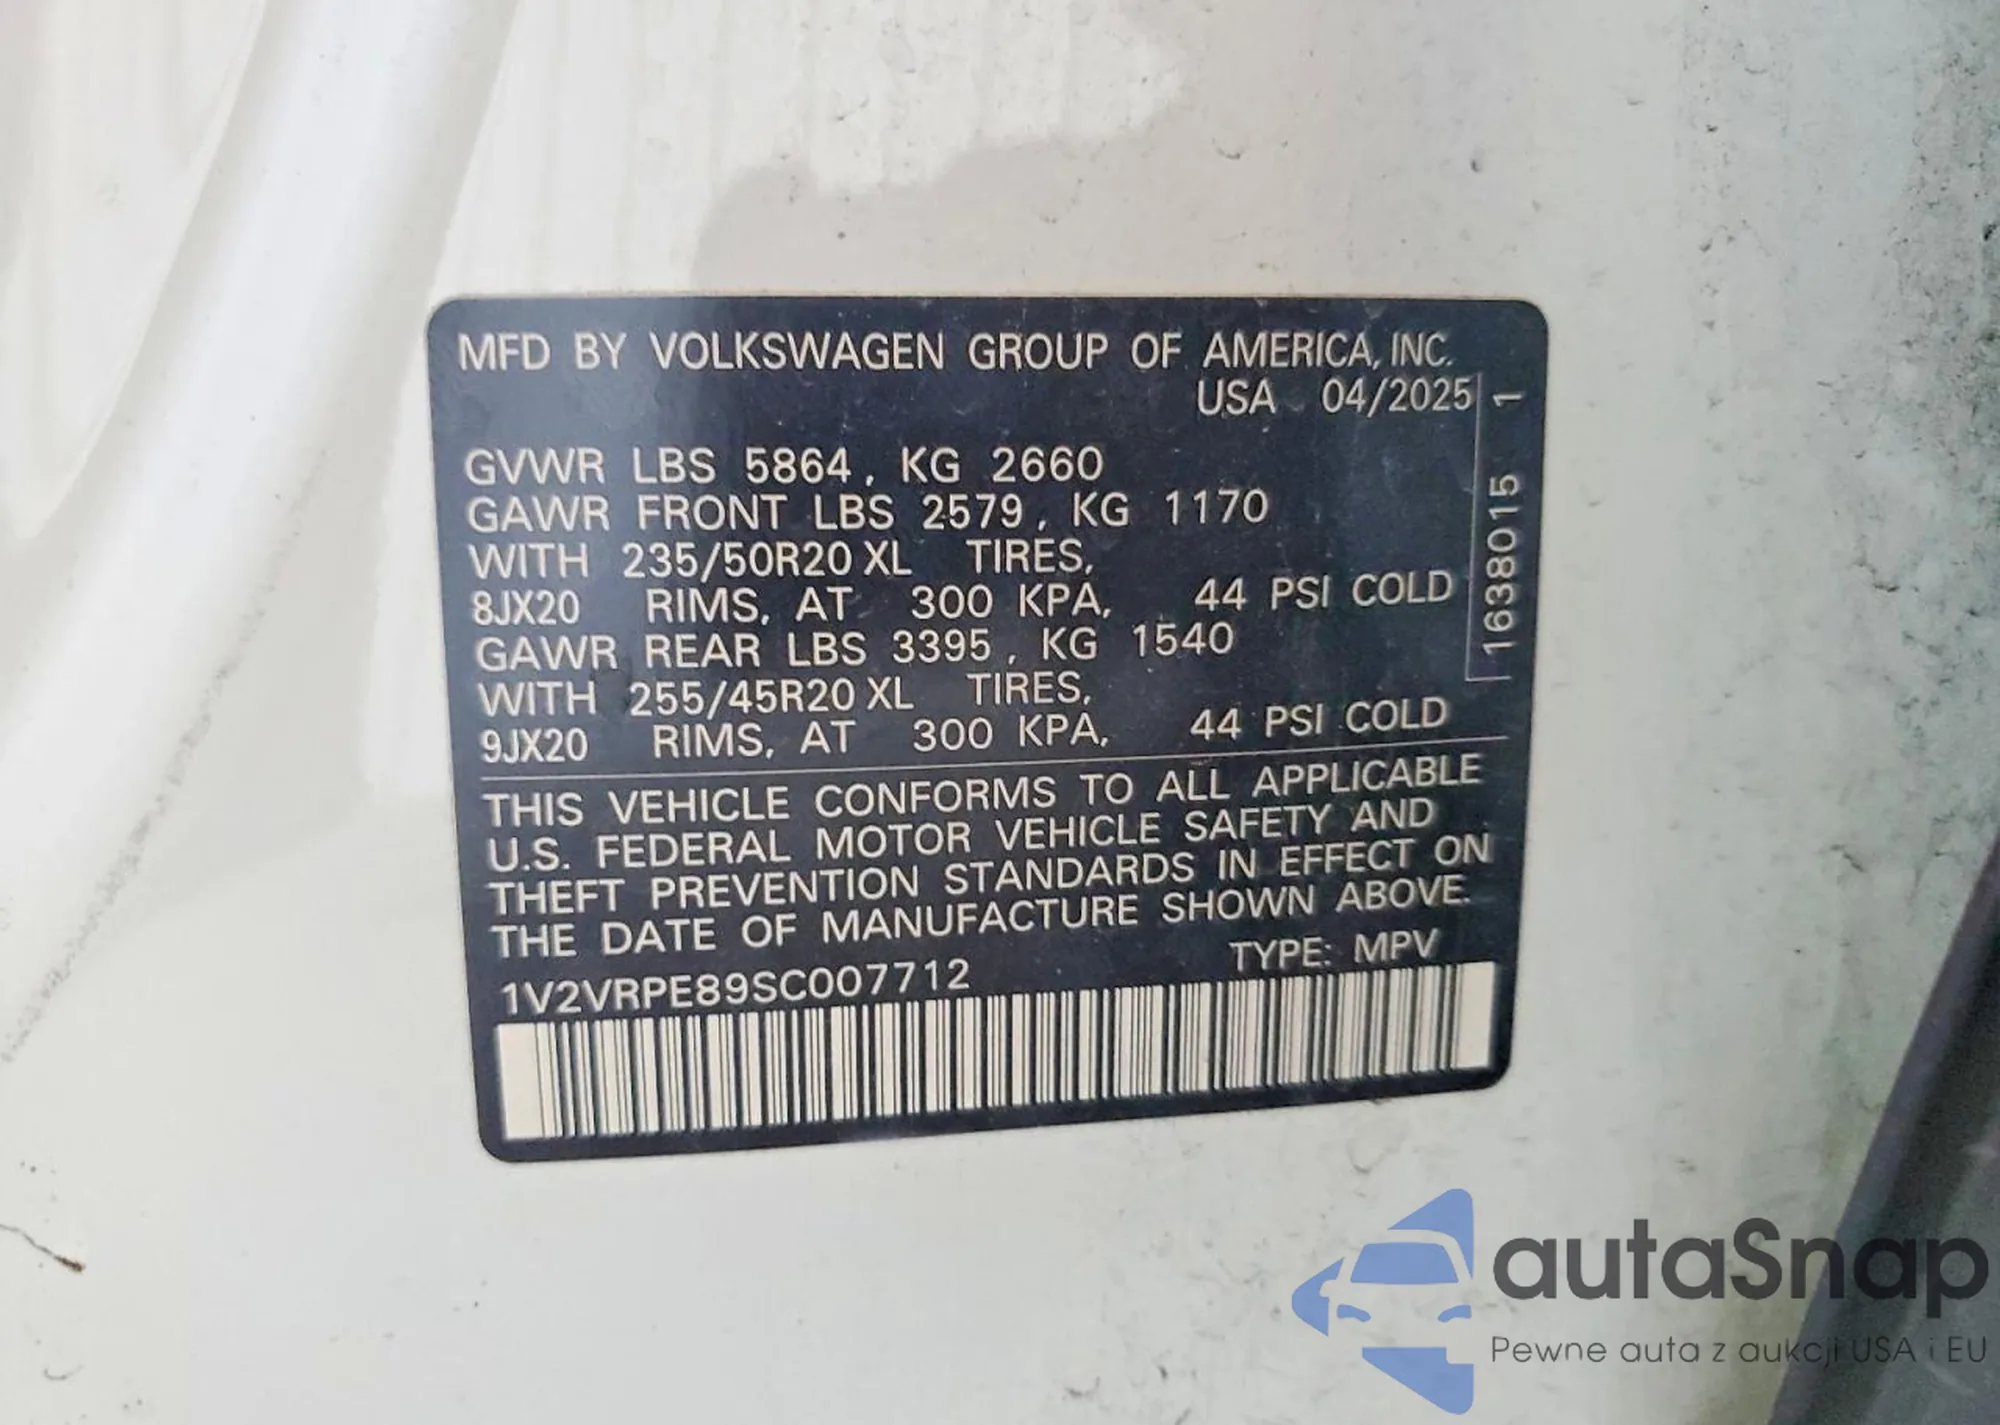 MFD BY VOLKSWAGEN GROUP OF AMERICA, INC.
USA 04/2025
GVWR LBS 5864, KG 2660
GAWR FRONT LBS 2579, KG 1170
WITH 235/50R20 XL TIRES,
8JX20 RIMS, AT 300 KPA, 44 PSI COLD
GAWR REAR LBS 3395, KG 1540
WITH 255/45R20 XL TIRES,
9JX20 RIMS, AT 300 KPA, 44 PSI COLD
THIS VEHICLE CONFORMS TO ALL APPLICABLE
U.S. FEDERAL MOTOR VEHICLE SAFETY AND
THEFT PREVENTION STANDARDS IN EFFECT ON
THE DATE OF MANUFACTURE SHOWN ABOVE.
TYPE: MPV
1V2VRPE89SC007712
1638015 1
autaSnap
Pewne auta z aukcji USA i EU